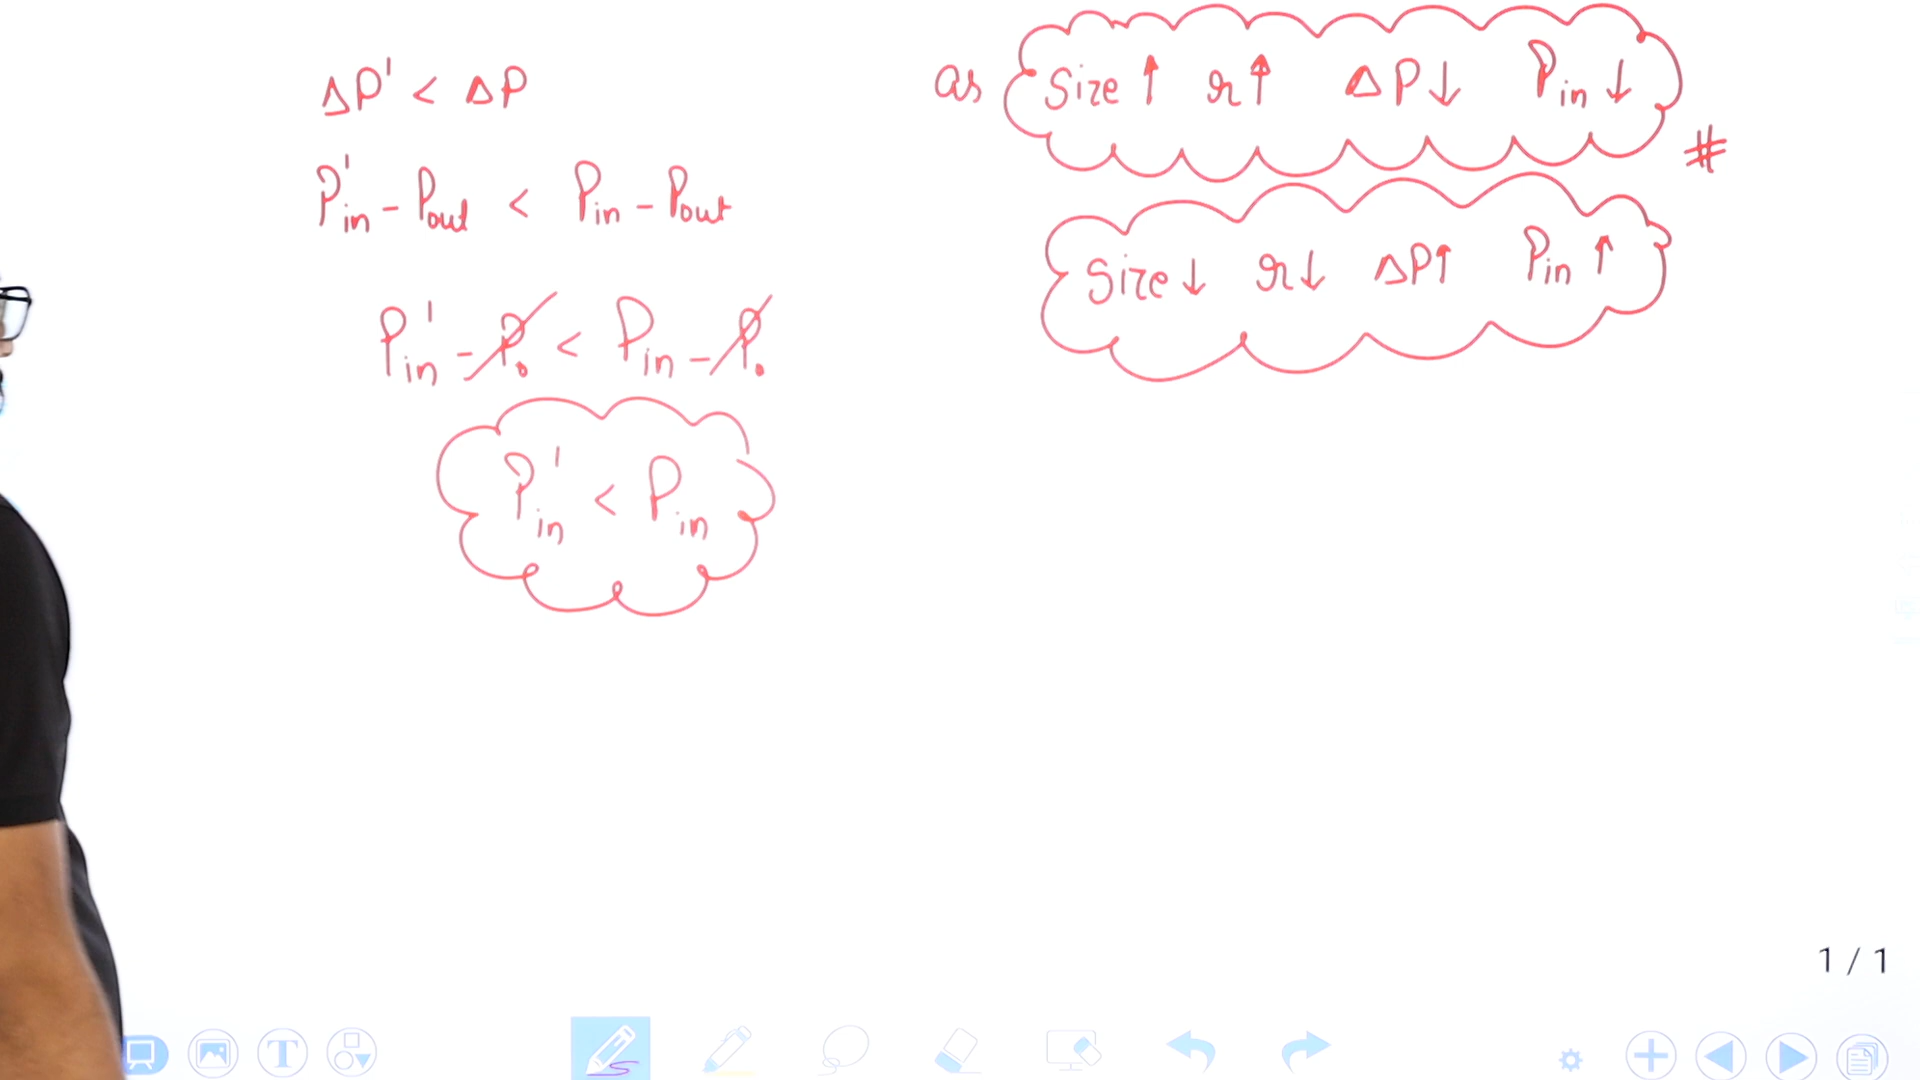 ΔP' < ΔP
P'in - Pout < Pin - Pout
P'in - P₀ < Pin - P₀
P'in < Pin
as Size ↑ r ↑ ΔP ↓ Pin ↓
#
Size ↓ r ↓ ΔP ↑ Pin ↑
1 / 1
T